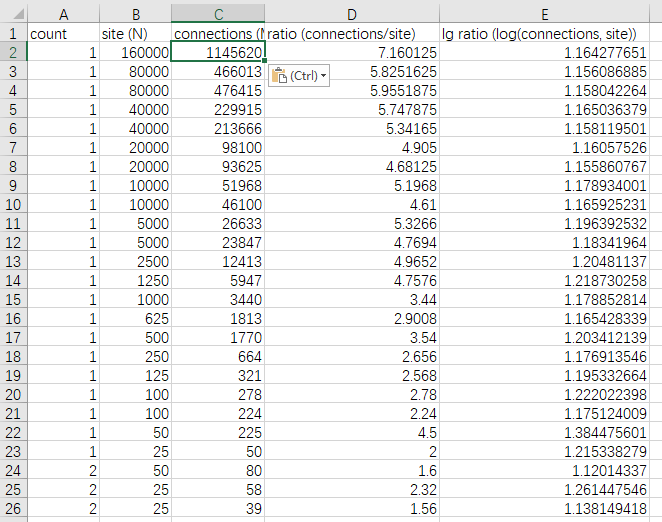 A B C D E
1 count site (N) connections (I ratio (connections/site) lg ratio (log(connections, site))
2 1 160000 1145620 7.160125 1.164277651
3 1 80000 466013 5.8251625 1.156086885
4 1 80000 476415 5.9551875 1.158042264
5 1 40000 229915 5.747875 1.165036379
6 1 40000 213666 5.34165 1.158119501
7 1 20000 98100 4.905 1.16057526
8 1 20000 93625 4.68125 1.155860767
9 1 10000 51968 5.1968 1.178934001
10 1 10000 46100 4.61 1.165925231
11 1 5000 26633 5.3266 1.196392532
12 1 5000 23847 4.7694 1.18341964
13 1 2500 12413 4.9652 1.20481137
14 1 1250 5947 4.7576 1.218730258
15 1 1000 3440 3.44 1.178852814
16 1 625 1813 2.9008 1.165428339
17 1 500 1770 3.54 1.203412139
18 1 250 664 2.656 1.176913546
19 1 125 321 2.568 1.195332664
20 1 100 278 2.78 1.222022398
21 1 100 224 2.24 1.175124009
22 1 50 225 4.5 1.384475601
23 1 25 50 2 1.215338279
24 2 50 80 1.6 1.12014337
25 2 25 58 2.32 1.261447546
26 2 25 39 1.56 1.138149418
(Ctrl)